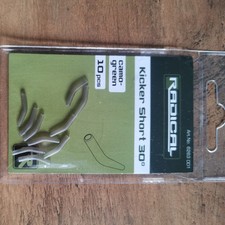 RADICAL
Kicker Short 30°
camo-
green
10 pcs